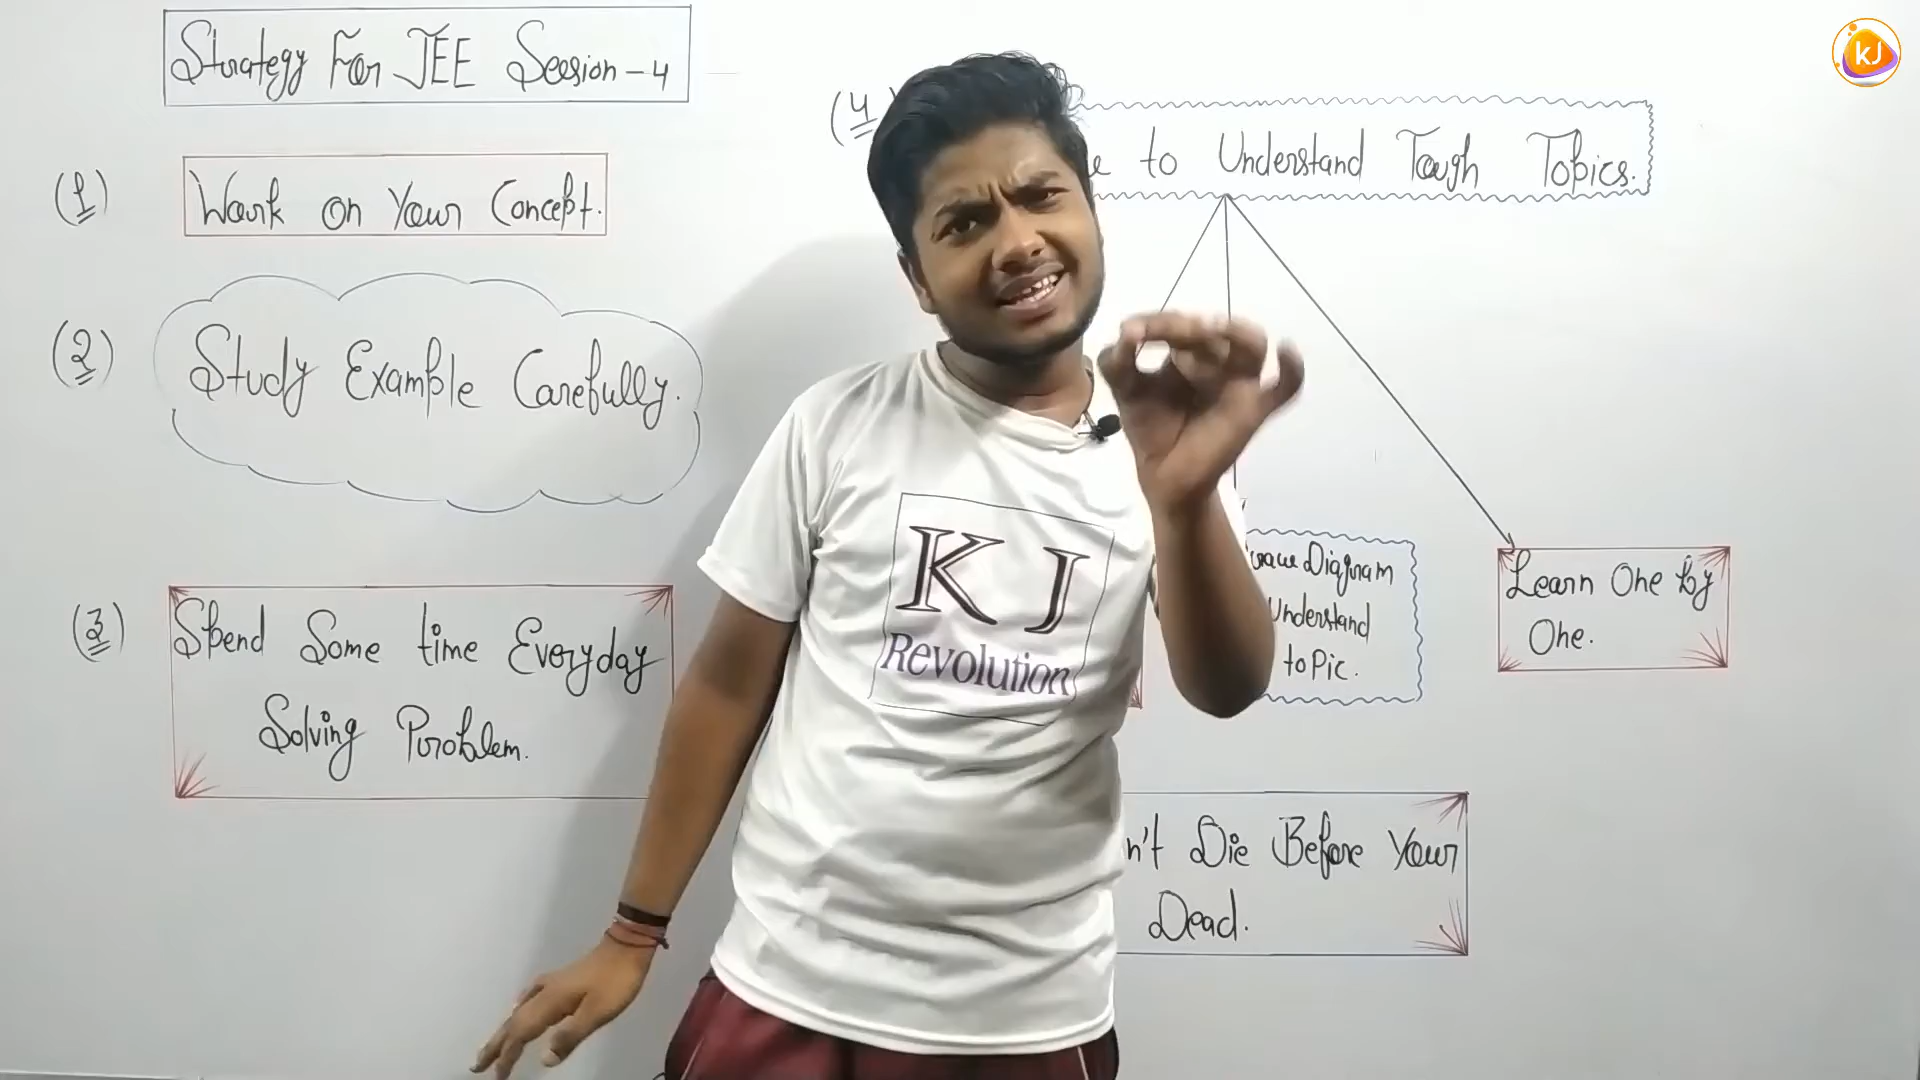 Strategy For JEE Session - 4
(1) Work on Your Concept.
(2) Study Example Carefully.
(3) Spend Some time Everyday
Solving Problem.
(4) to Understand Tough Topics.
Diagram
Understand
topic.
Learn One by
One.
Die Before Your
Dead.
KJ
Revolution
KJ